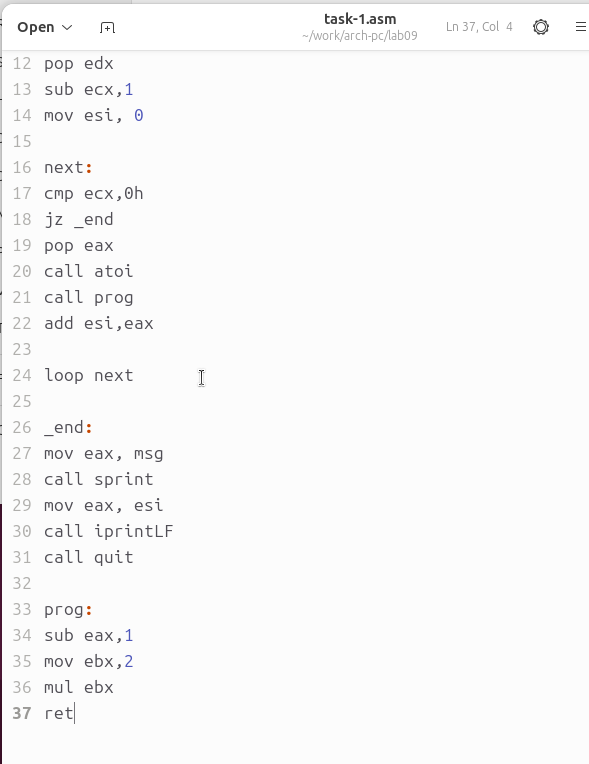 Open
task-1.asm
~/work/arch-pc/lab09
Ln 37, Col 4
12 pop edx
13 sub ecx,1
14 mov esi, 0
15
16 next:
17 cmp ecx,0h
18 jz _end
19 pop eax
20 call atoi
21 call prog
22 add esi,eax
23
24 loop next
25
26 _end:
27 mov eax, msg
28 call sprint
29 mov eax, esi
30 call iprintLF
31 call quit
32
33 prog:
34 sub eax,1
35 mov ebx,2
36 mul ebx
37 ret